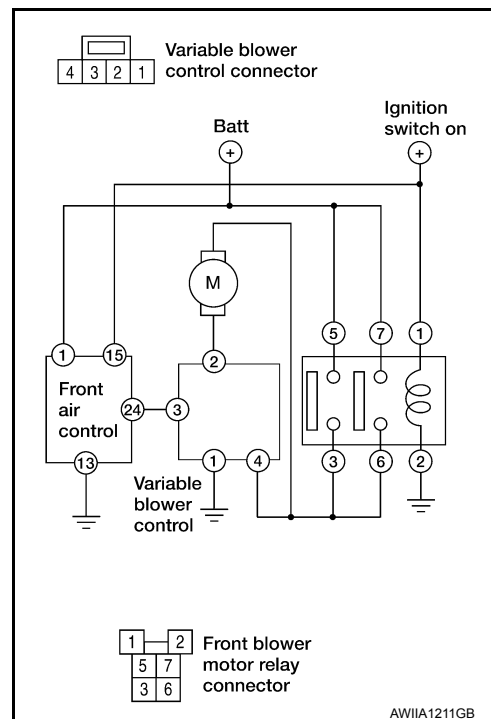 Variable blower
control connector
4 3 2 1
Batt
Ignition
switch on
+ +
M
5 7 1
1 15 2
Front
air
control
24 3
13 1 4 3 6 2
Variable
blower
control
1 2
5 7
3 6
Front blower
motor relay
connector
AWIIA1211GB